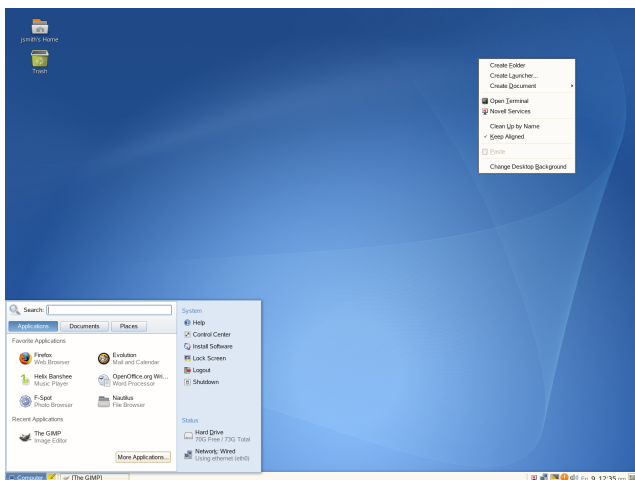 jsmith's Home
Trash
Create Folder
Create Launcher...
Create Document
Open Terminal
Novell Services
Clean Up by Name
Keep Aligned
Paste
Change Desktop Background
Search:
Applications
Documents
Places
Favorite Applications
Firefox
Web Browser
Evolution
Mail and Calendar
Helix Banshee
Music Player
OpenOffice.org Wri...
Word Processor
F-Spot
Photo Browser
Nautilus
File Browser
Recent Applications
The GIMP
Image Editor
More Applications...
System
Help
Control Center
Install Software
Lock Screen
Logout
Shutdown
Status
Hard Drive
70G Free / 73G Total
Network: Wired
Using ethernet (eth0)
Computer
[The GIMP]
9, 12:35